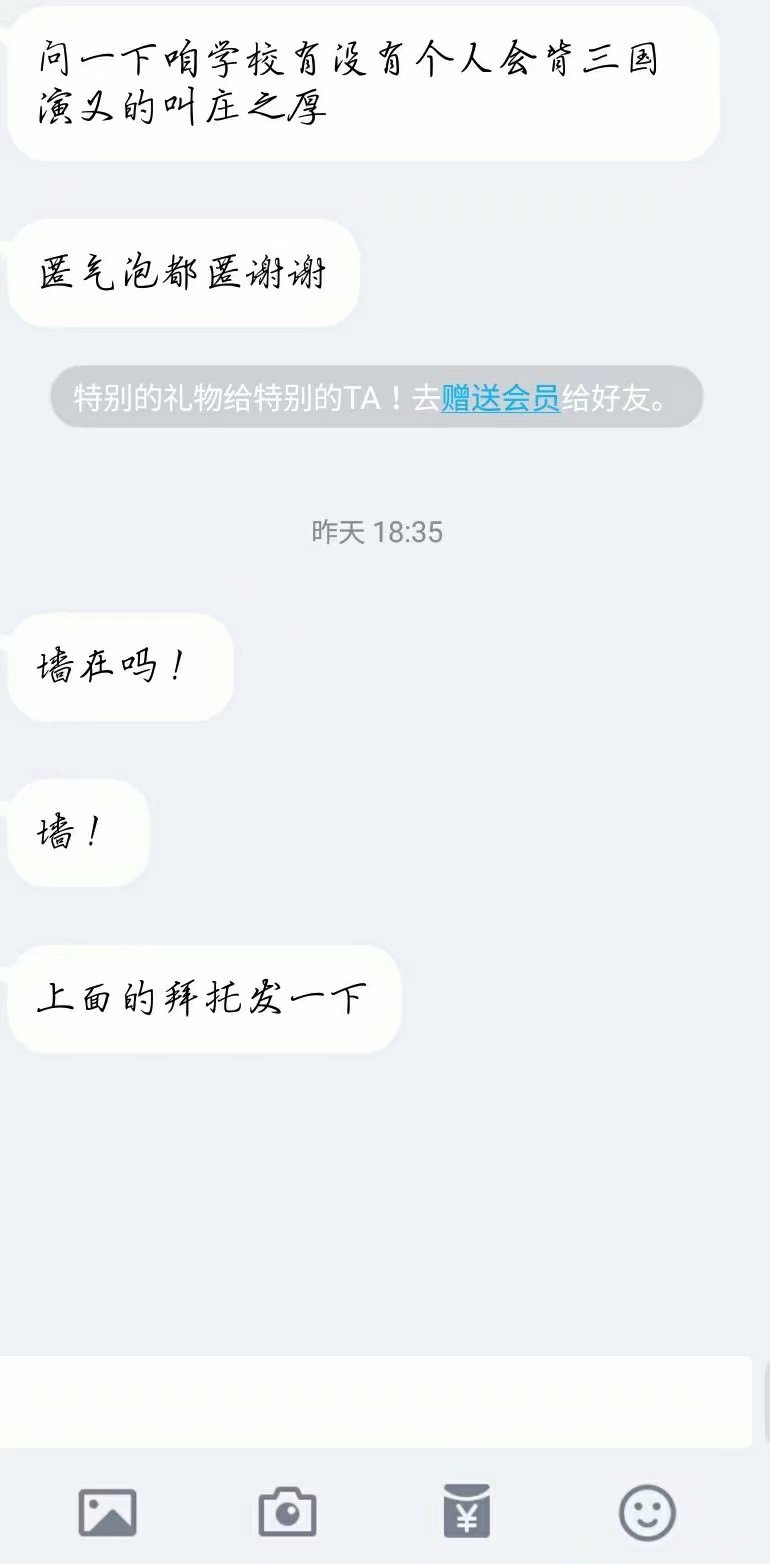 问一下咱学校有没有个人会背三国
演义的叫庄之厚
匿气泡都匿谢谢
特别的礼物给特别的TA！去赠送会员给好友。
昨天 18:35
墙在吗！
墙！
上面的拜托发一下